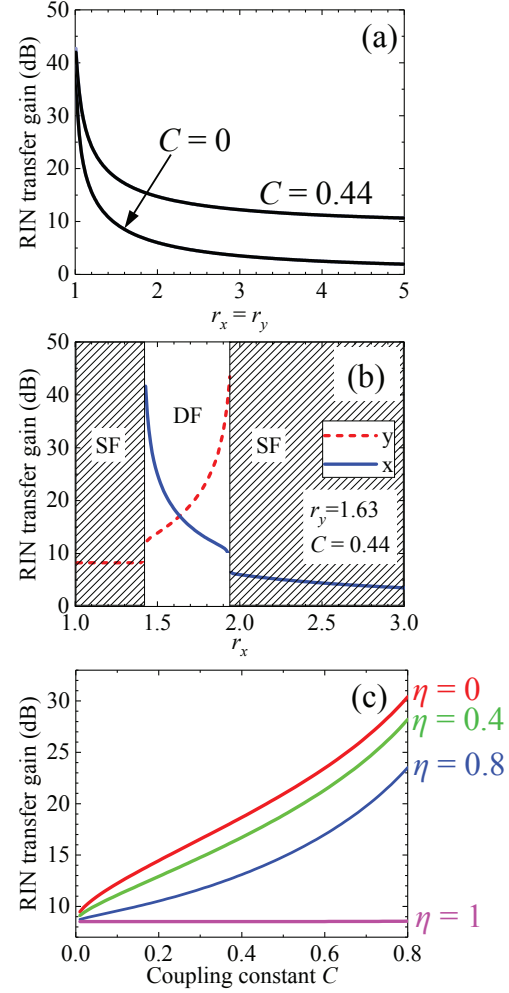 50
(a)
40
C = 0
30
20
C = 0.44
10
0
RIN transfer gain (dB)
1 2 3 4 5
r_x = r_y
50
(b)
40
DF
SF
SF
30
y
x
20
r_y=1.63
C = 0.44
10
0
RIN transfer gain (dB)
1.0 1.5 2.0 2.5 3.0
r_x
(c)
η = 0
30
η = 0.4
25
η = 0.8
20
15
10
η = 1
RIN transfer gain (dB)
0.0 0.2 0.4 0.6 0.8
Coupling constant C